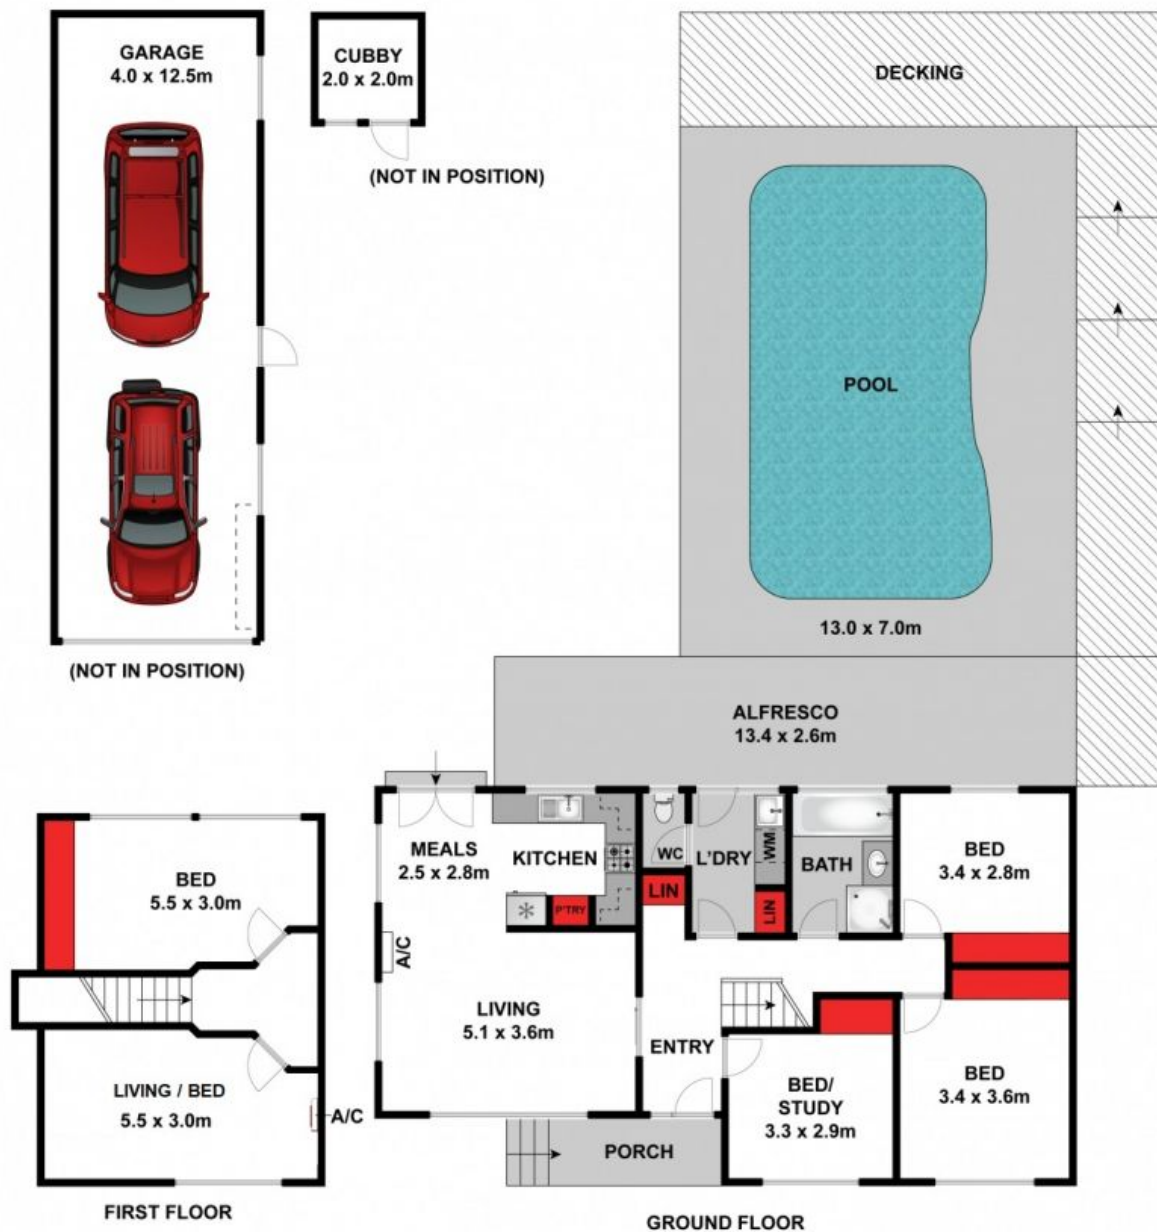 GARAGE
4.0 x 12.5m
CUBBY
2.0 x 2.0m
(NOT IN POSITION)
DECKING
POOL
13.0 x 7.0m
(NOT IN POSITION)
ALFRESCO
13.4 x 2.6m
MEALS
2.5 x 2.8m
KITCHEN
WC
L'DRY
WM
BATH
BED
3.4 x 2.8m
LIN
LIN
P'TRY
A/C
LIVING
5.1 x 3.6m
ENTRY
BED/
STUDY
3.3 x 2.9m
BED
3.4 x 3.6m
PORCH
GROUND FLOOR
BED
5.5 x 3.0m
LIVING / BED
5.5 x 3.0m
A/C
FIRST FLOOR